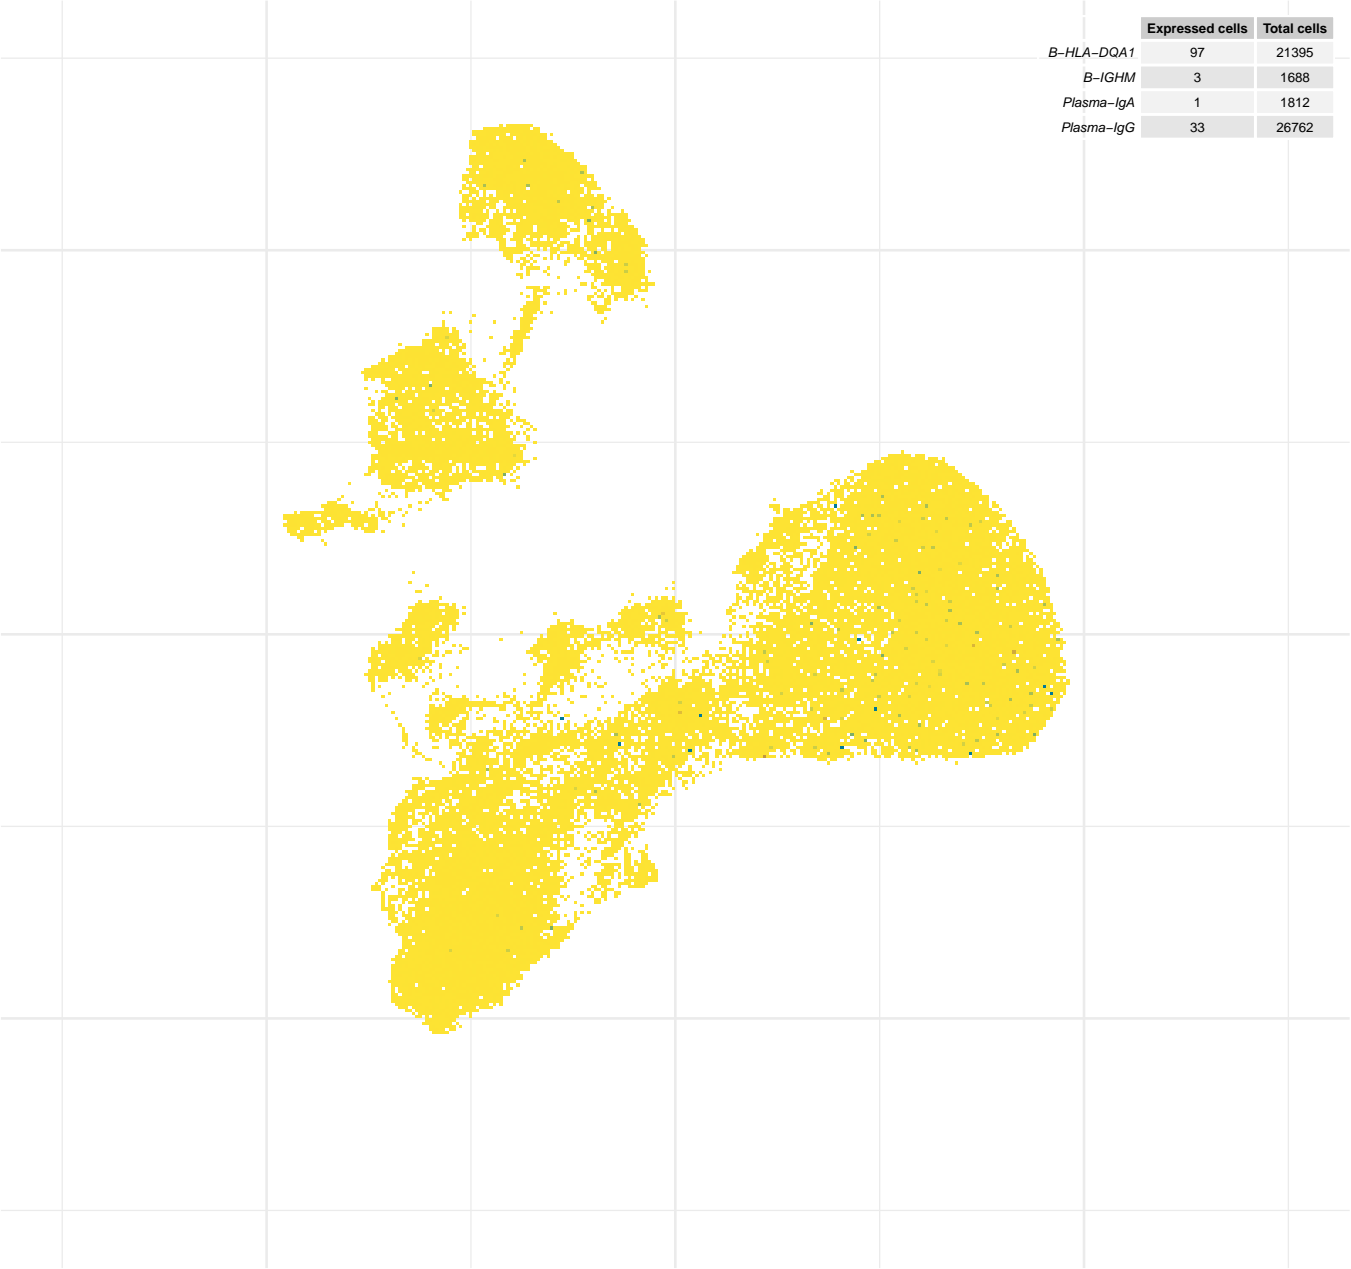 Expressed cells Total cells
B−HLA−DQA1 97 21395
B−IGHM 3 1688
Plasma−IgA 1 1812
Plasma−IgG 33 26762